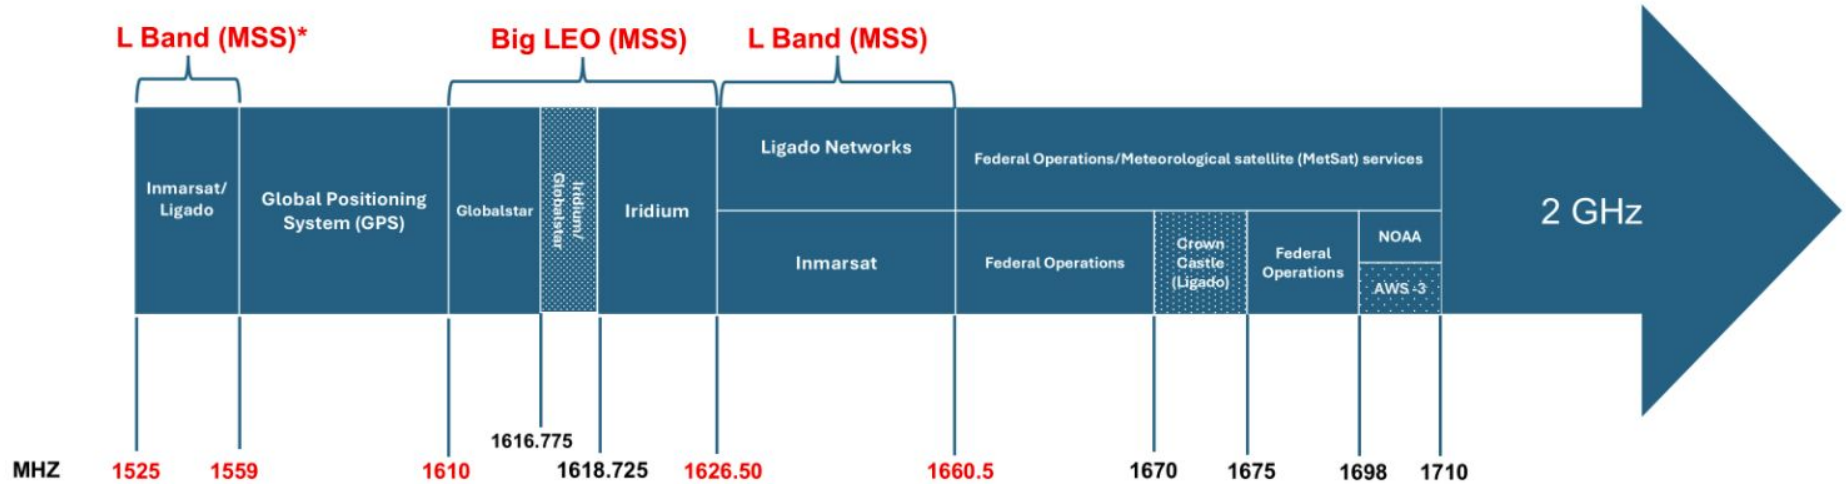 L Band (MSS)*
Big LEO (MSS)
L Band (MSS)
Inmarsat/
Ligado
Global Positioning
System (GPS)
Globalstar
Iridium/
Globalstar
Iridium
Ligado Networks
Inmarsat
Federal Operations/Meteorological satellite (MetSat) services
Federal Operations
Crown
Castle
(Ligado)
Federal
Operations
NOAA
AWS -3
2 GHz
1616.775
MHZ 1525 1559 1610 1618.725 1626.50 1660.5 1670 1675 1698 1710